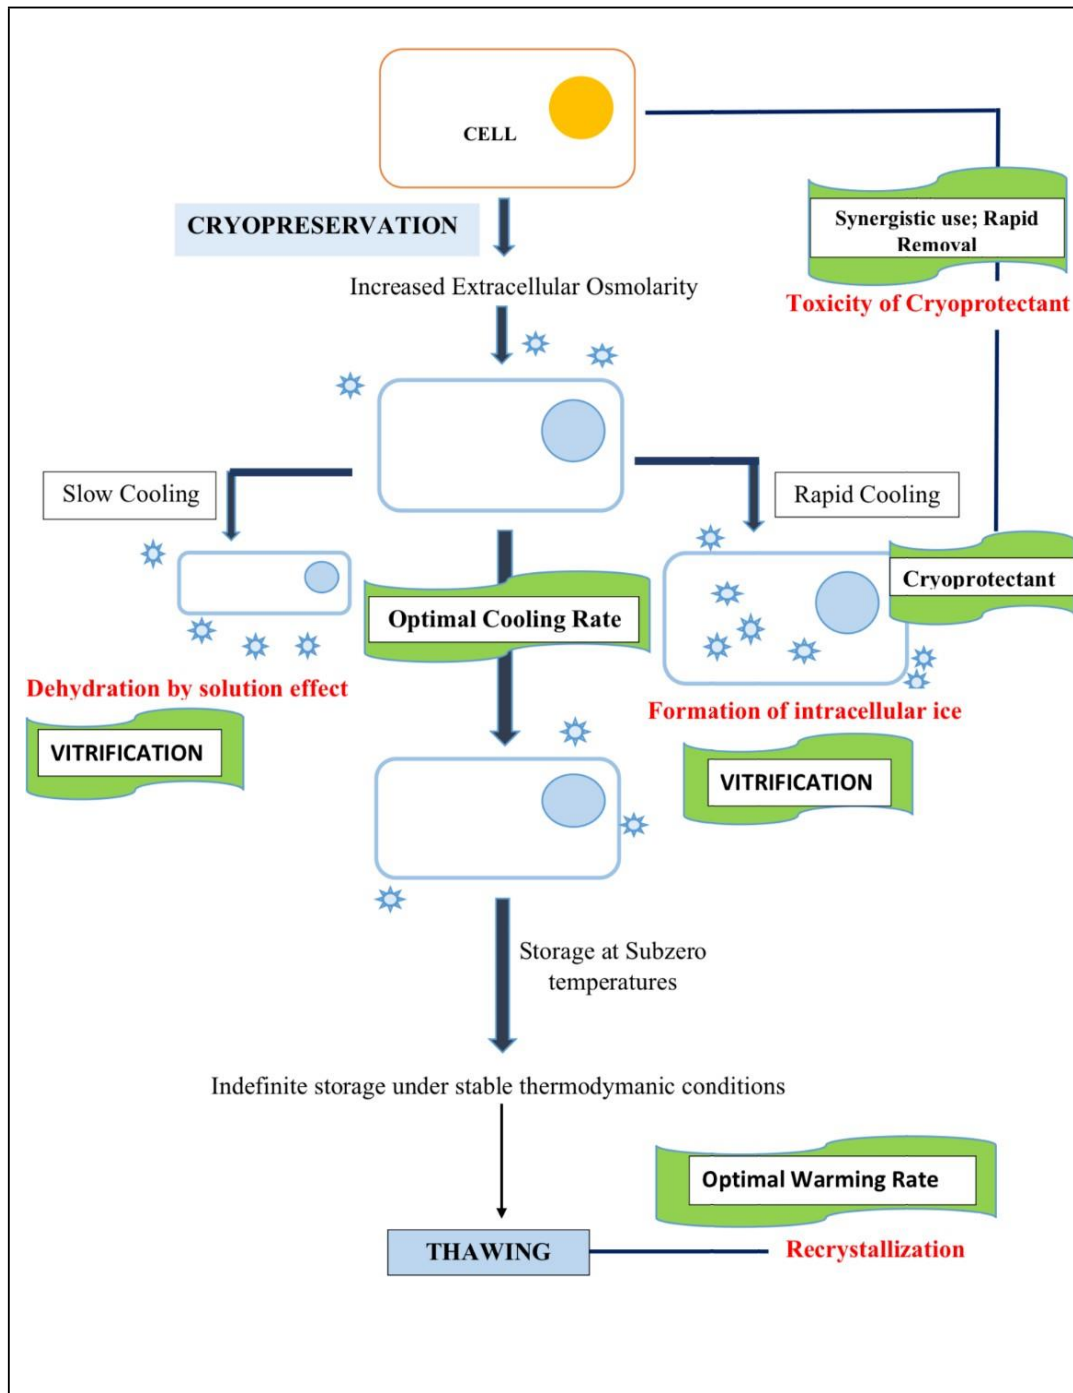 CELL
CRYOPRESERVATION
Synergistic use; Rapid
Removal
Increased Extracellular Osmolarity
Toxicity of Cryoprotectant
Slow Cooling
Rapid Cooling
Optimal Cooling Rate
Cryoprotectant
Dehydration by solution effect
Formation of intracellular ice
VITRIFICATION
VITRIFICATION
Storage at Subzero
temperatures
Indefinite storage under stable thermodymanic conditions
Optimal Warming Rate
THAWING
Recrystallization